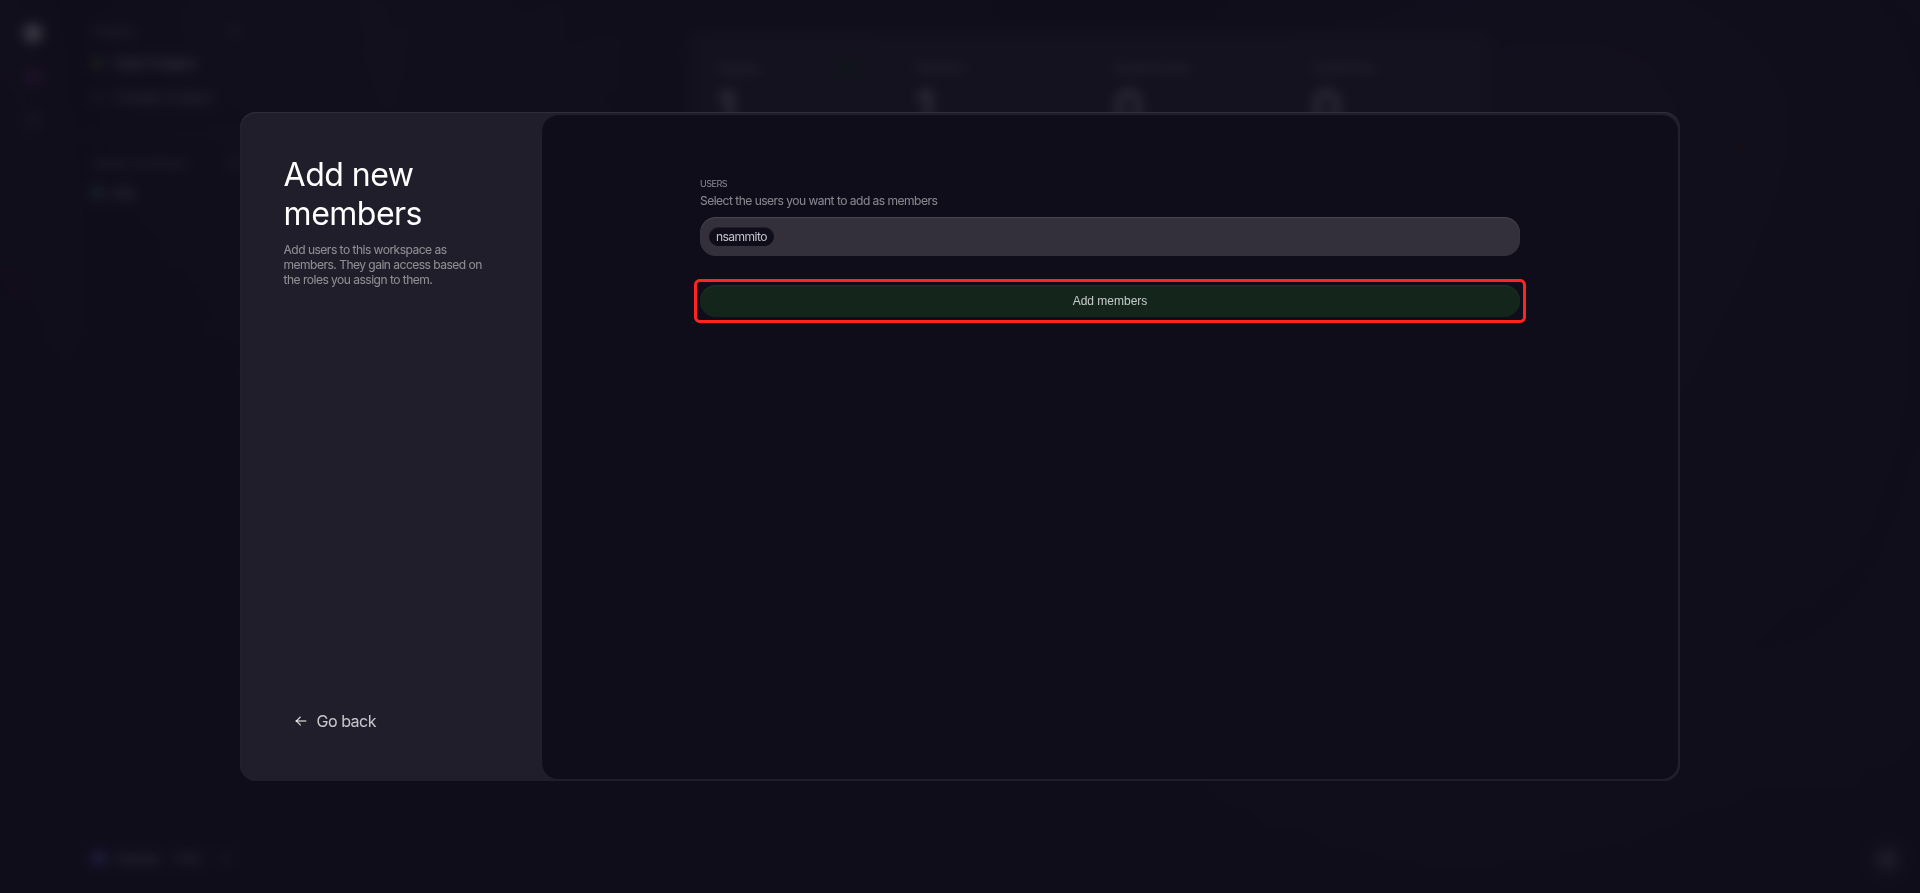 Add new
members
Add users to this workspace as
members. They gain access based on
the roles you assign to them.
USERS
Select the users you want to add as members
nsammito
Add members
← Go back